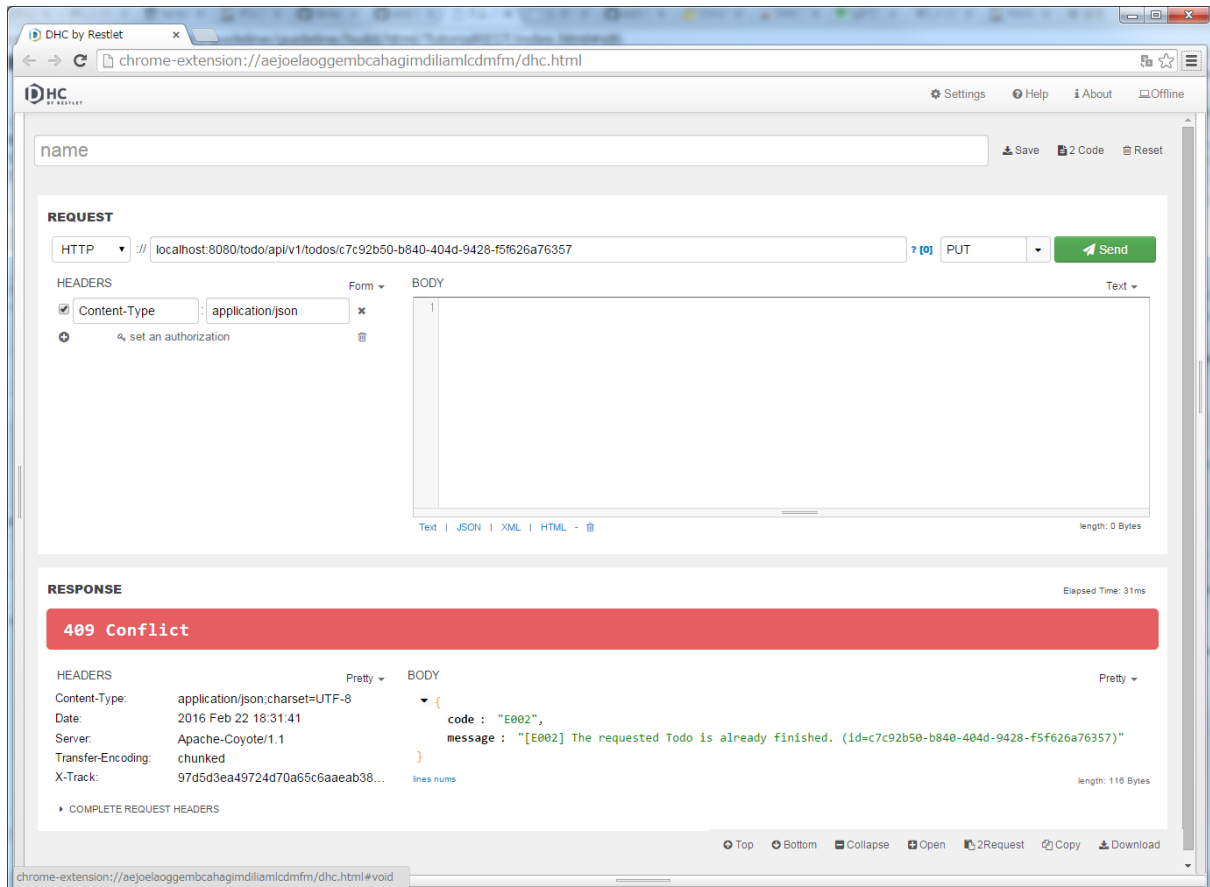 DHC by Restlet
chrome-extension://aejoelaoggembcahagimdiliamlcdmfm/dhc.html
DHC BY RESTLET Settings Help About Offline
name Save 2 Code Reset
REQUEST
HTTP :// localhost:8080/todo/api/v1/todos/c7c92b50-b840-404d-9428-f5f626a76357 ? [0] PUT Send
HEADERS Form BODY Text
Content-Type : application/json 1
set an authorization
Text | JSON | XML | HTML - length: 0 Bytes
RESPONSE Elapsed Time: 31ms
409 Conflict
HEADERS Pretty BODY Pretty
Content-Type: application/json;charset=UTF-8 {
Date: 2016 Feb 22 18:31:41 code : "E002",
Server: Apache-Coyote/1.1 message : "[E002] The requested Todo is already finished. (id=c7c92b50-b840-404d-9428-f5f626a76357)"
Transfer-Encoding: chunked }
X-Track: 97d5d3ea49724d70a65c6aaeab38... lines nums length: 116 Bytes
COMPLETE REQUEST HEADERS
Top Bottom Collapse Open 2Request Copy Download
chrome-extension://aejoelaoggembcahagimdiliamlcdmfm/dhc.html#void